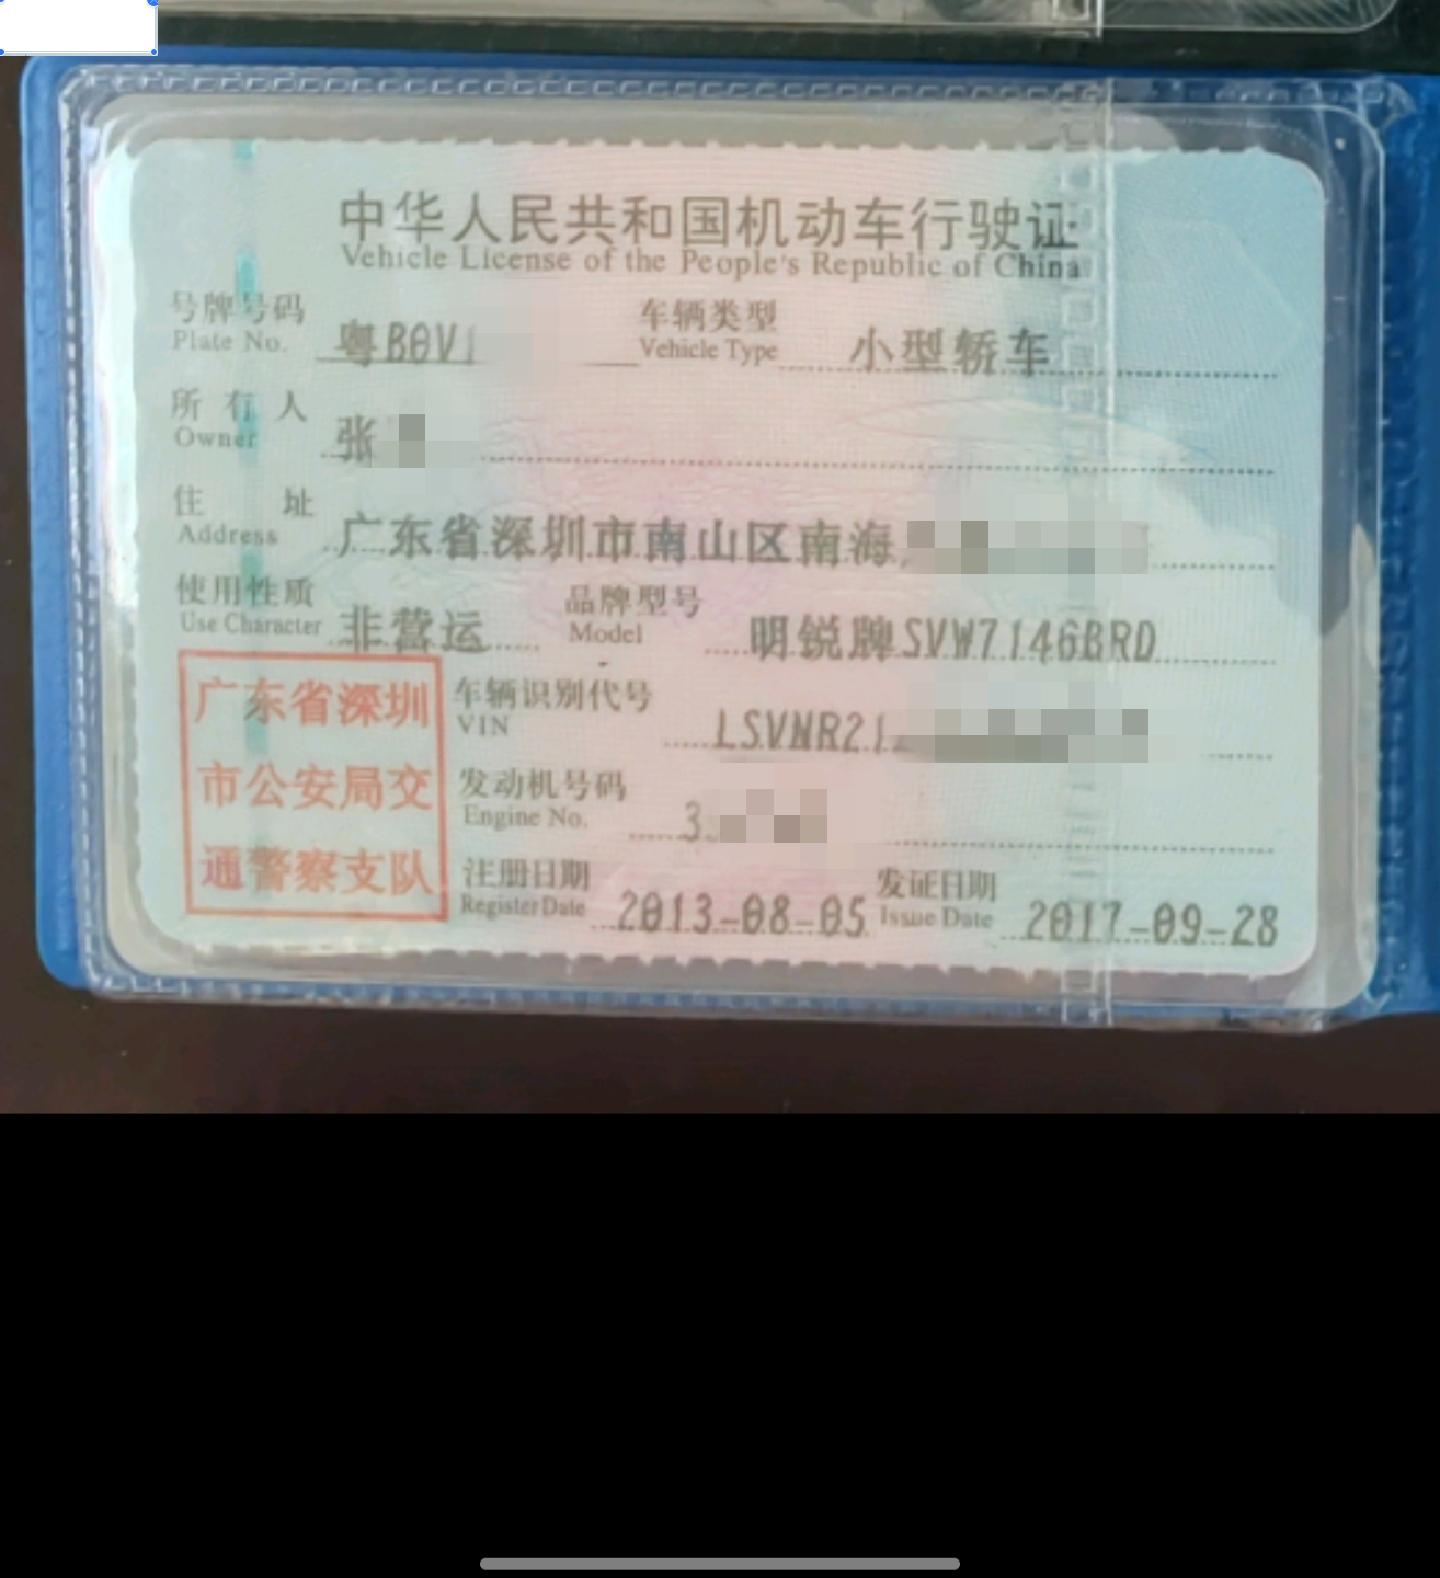 中华人民共和国机动车行驶证
Vehicle License of the People's Republic of China
号牌号码 粤B0V 车辆类型 小型轿车
Plate No. Vehicle Type
所有人 张
Owner
住址 广东省深圳市南山区南海
Address
使用性质 非营运 品牌型号 明锐牌SVW7146BRD
Use Character Model
广东省深圳
市公安局交
通警察支队
车辆识别代号 LSVNR21
VIN
发动机号码 3
Engine No.
注册日期 2013-08-05 发证日期 2017-09-28
Register Date Issue Date